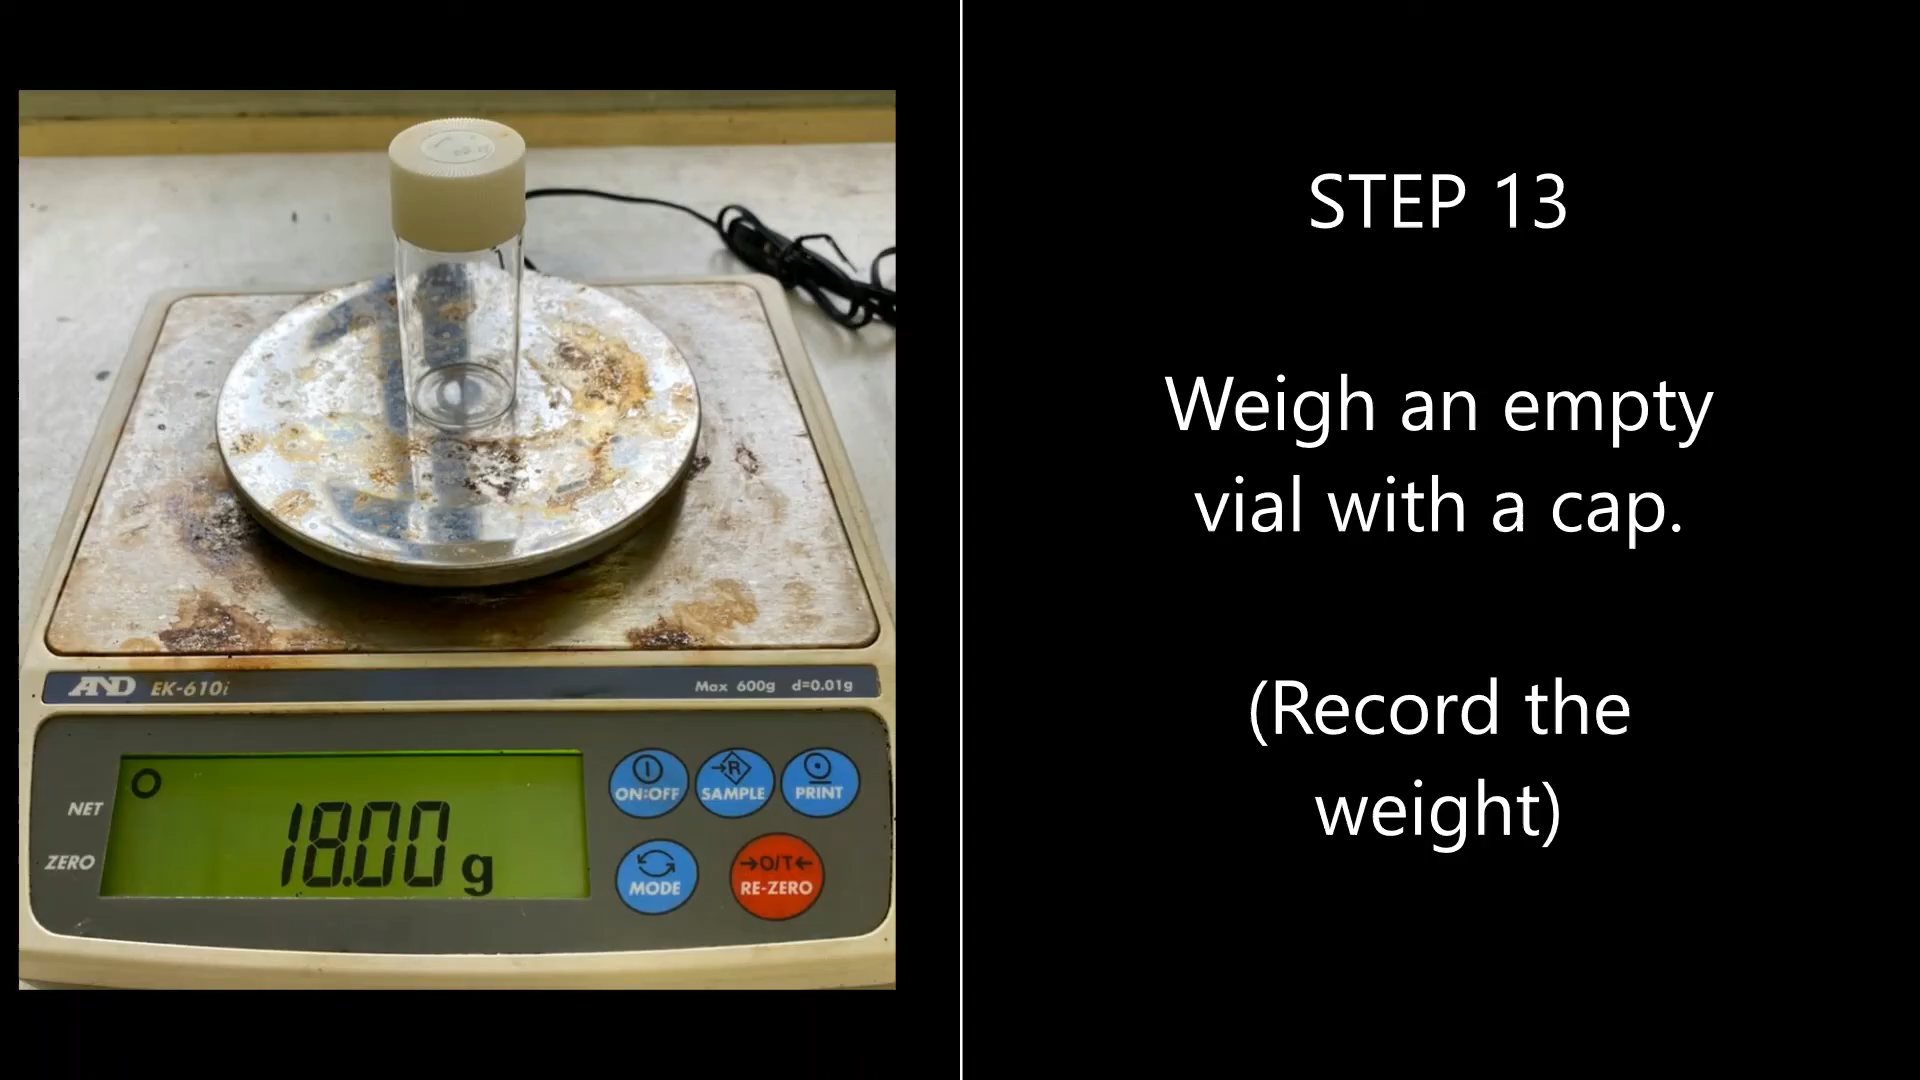 STEP 13
Weigh an empty
vial with a cap.
(Record the
weight)
AND EK-610i
Max 600g d=0.01g
NET
ZERO
18.00 g
ON:OFF
R
SAMPLE
PRINT
MODE
→O/T←
RE-ZERO